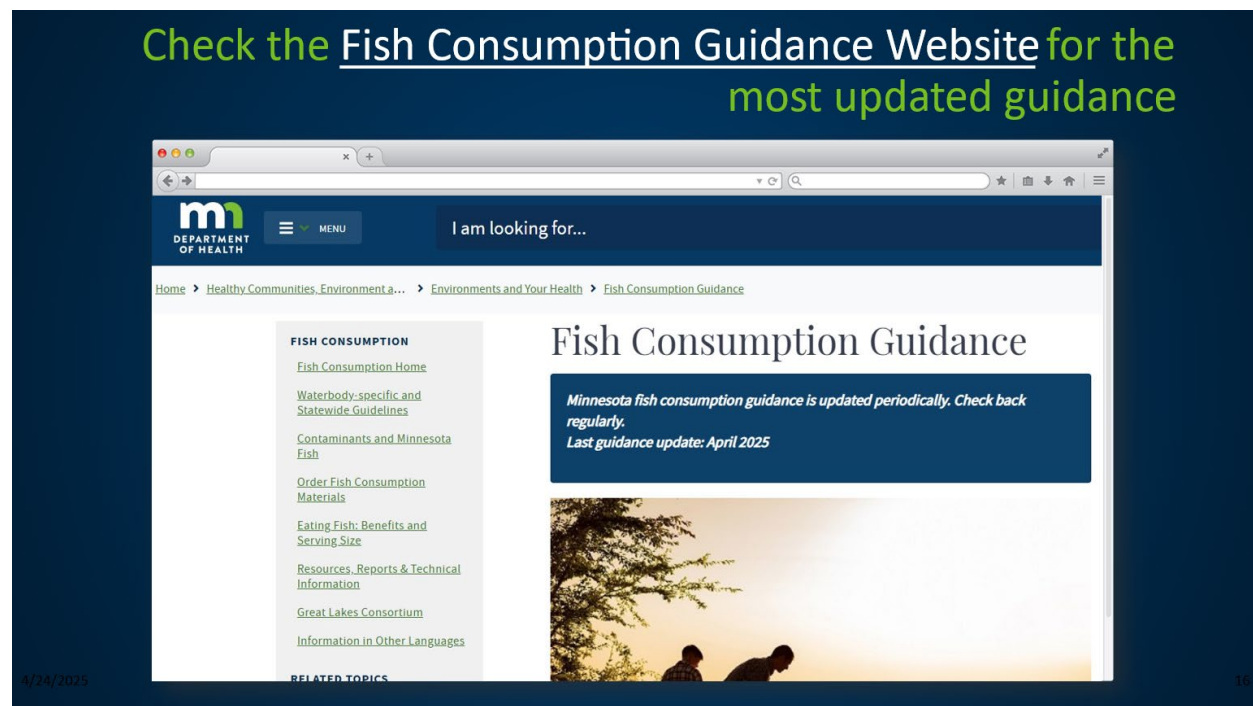 Check the Fish Consumption Guidance Website for the
most updated guidance
mn
DEPARTMENT
OF HEALTH
MENU
I am looking for...
Home > Healthy Communities, Environment a... > Environments and Your Health > Fish Consumption Guidance
FISH CONSUMPTION
Fish Consumption Home
Waterbody-specific and
Statewide Guidelines
Contaminants and Minnesota
Fish
Order Fish Consumption
Materials
Eating Fish: Benefits and
Serving Size
Resources, Reports & Technical
Information
Great Lakes Consortium
Information in Other Languages
RELATED TOPICS
Fish Consumption Guidance
Minnesota fish consumption guidance is updated periodically. Check back
regularly.
Last guidance update: April 2025
4/24/2025
16